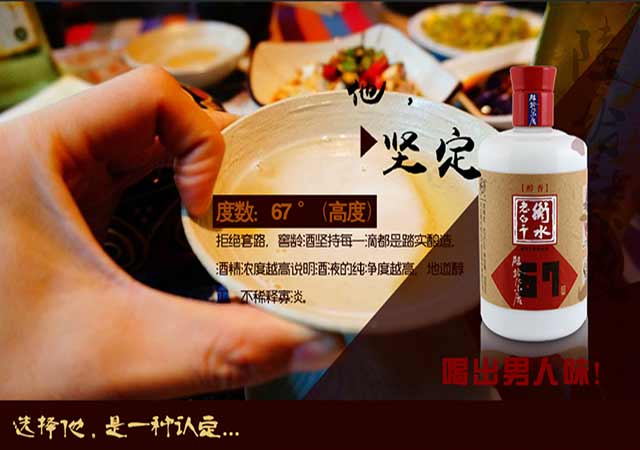 他，
坚定
度数：67°（高度）
拒绝套路，窖龄酒坚持每一滴都是踏实酿造.
酒精浓度越高说明酒液的纯净度越高，地道醇
不稀释寡淡。
醇香
衡水
老白干
67
喝出男人味！
选择他，是一种认定...